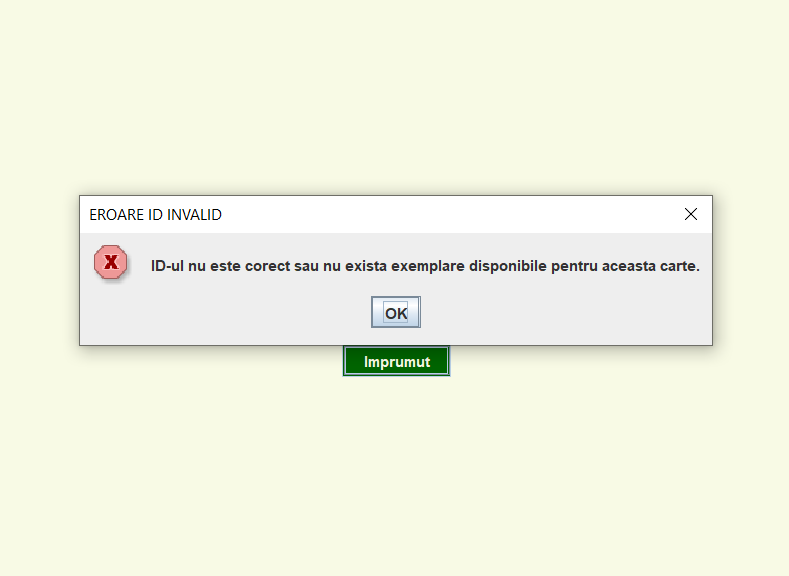 EROARE ID INVALID
ID-ul nu este corect sau nu exista exemplare disponibile pentru aceasta carte.
OK
Imprumut